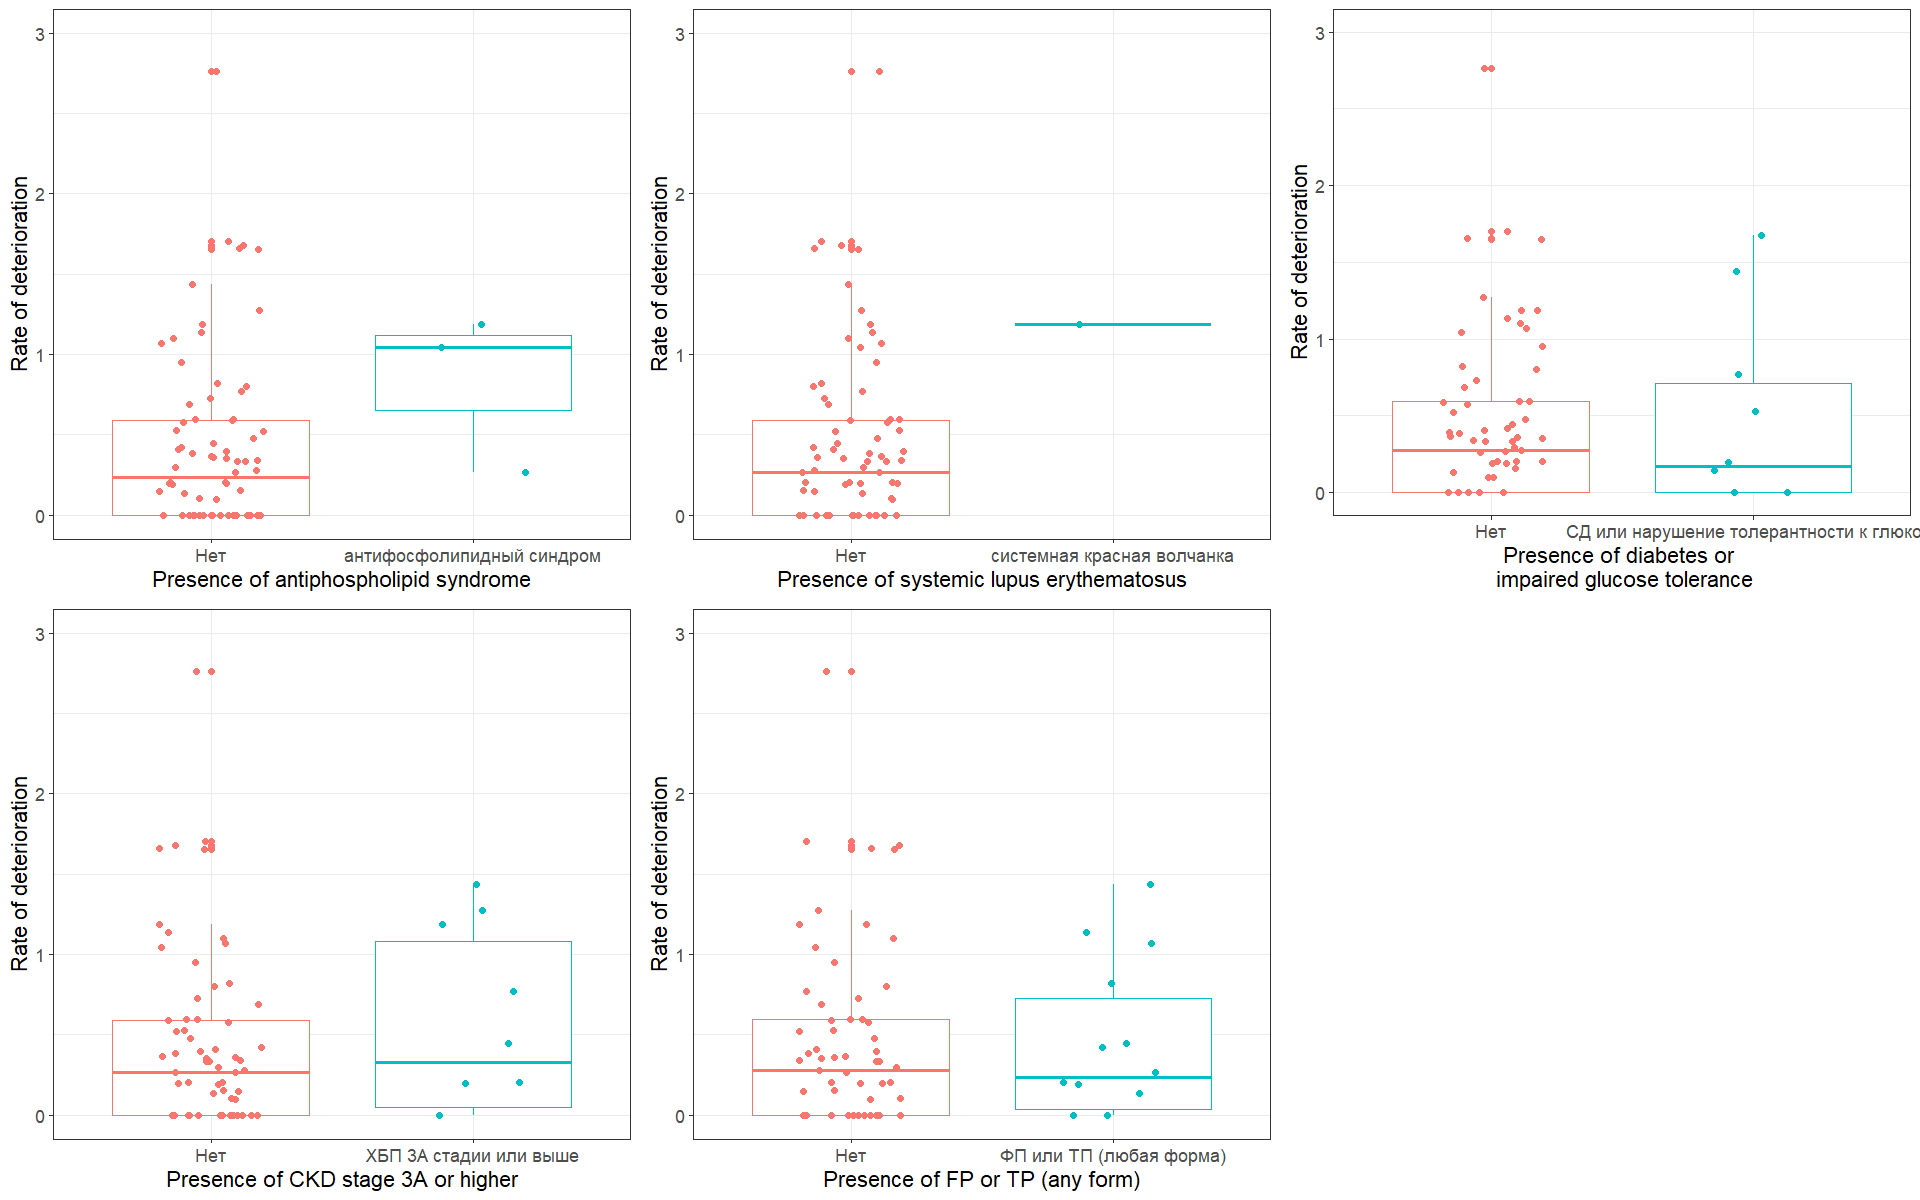 Rate of deterioration
3
2
1
0
Нет
антифосфолипидный синдром
Presence of antiphospholipid syndrome
Rate of deterioration
3
2
1
0
Нет
системная красная волчанка
Presence of systemic lupus erythematosus
Rate of deterioration
3
2
1
0
Нет
СД или нарушение толерантности к глюко
Presence of diabetes or
impaired glucose tolerance
Rate of deterioration
3
2
1
0
Нет
ХБП 3А стадии или выше
Presence of CKD stage 3A or higher
Rate of deterioration
3
2
1
0
Нет
ФП или ТП (любая форма)
Presence of FP or TP (any form)